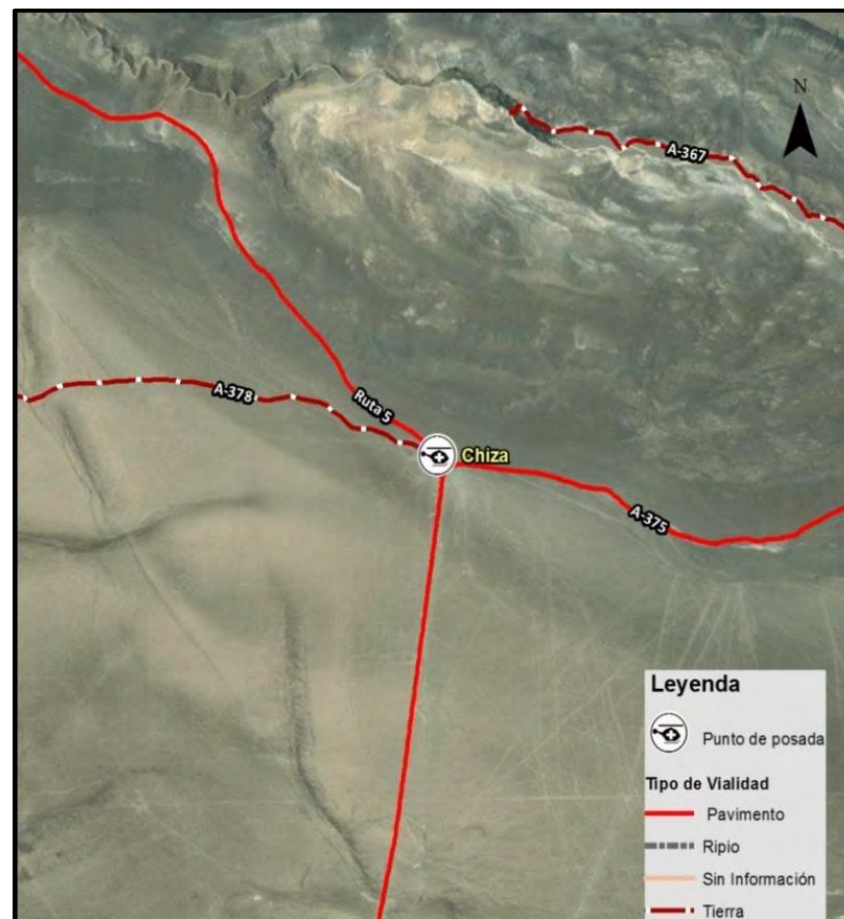 N
A-367
A-378
Ruta 5
Chiza
A-375
Leyenda
Punto de posada
Tipo de Vialidad
Pavimento
Ripio
Sin Información
Tierra